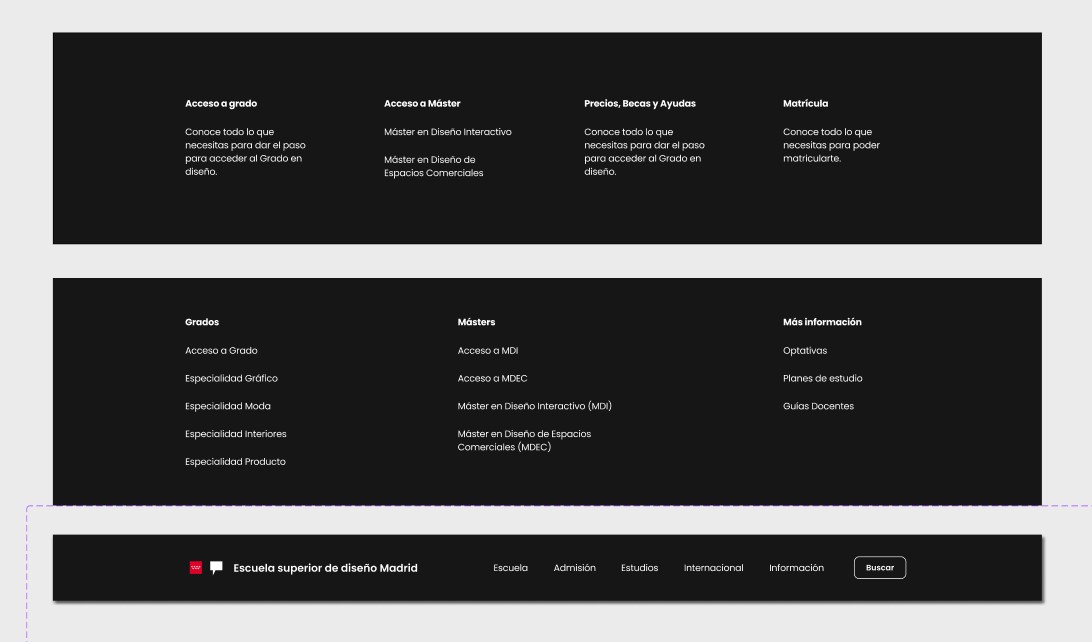 Acceso a grado
Conoce todo lo que
necesitas para dar el paso
para acceder al Grado en
diseño.
Acceso a Máster
Máster en Diseño Interactivo
Máster en Diseño de
Espacios Comerciales
Precios, Becas y Ayudas
Conoce todo lo que
necesitas para dar el paso
para acceder al Grado en
diseño.
Matrícula
Conoce todo lo que
necesitas para poder
matricularte.
Grados
Acceso a Grado
Especialidad Gráfico
Especialidad Moda
Especialidad Interiores
Especialidad Producto
Másters
Acceso a MDI
Acceso a MDEC
Máster en Diseño Interactivo (MDI)
Máster en Diseño de Espacios
Comerciales (MDEC)
Más información
Optativas
Planes de estudio
Guías Docentes
Escuela superior de diseño Madrid
Escuela
Admisión
Estudios
Internacional
Información
Buscar